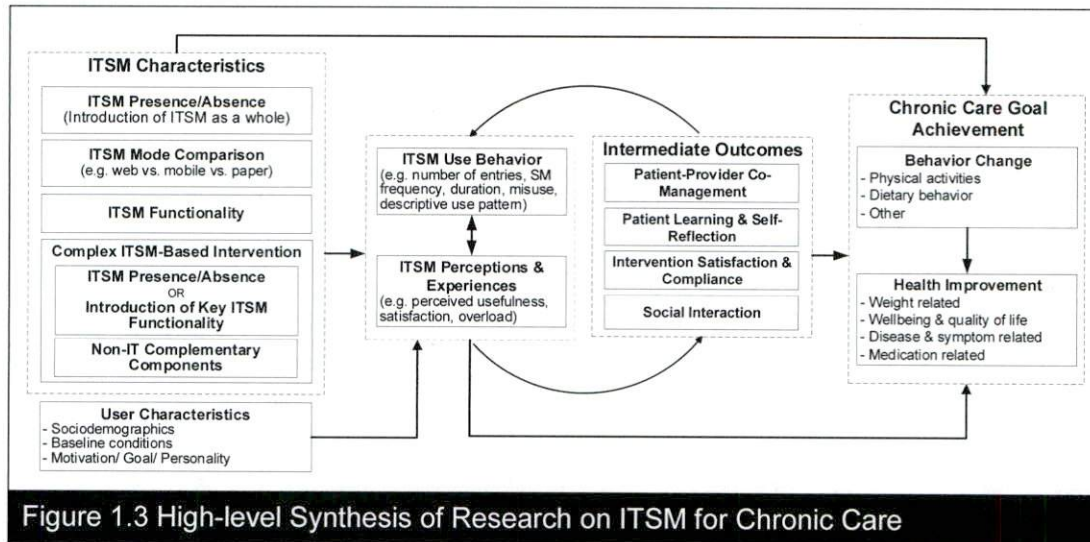 ITSM Characteristics
ITSM Presence/Absence
(Introduction of ITSM as a whole)
ITSM Mode Comparison
(e.g. web vs. mobile vs. paper)
ITSM Functionality
Complex ITSM-Based Intervention
ITSM Presence/Absence
OR
Introduction of Key ITSM
Functionality
Non-IT Complementary
Components
User Characteristics
- Sociodemographics
- Baseline conditions
- Motivation/ Goal/ Personality
ITSM Use Behavior
(e.g. number of entries, SM
frequency, duration, misuse,
descriptive use pattern)
ITSM Perceptions &
Experiences
(e.g. perceived usefulness,
satisfaction, overload)
Intermediate Outcomes
Patient-Provider Co-
Management
Patient Learning & Self-
Reflection
Intervention Satisfaction &
Compliance
Social Interaction
Chronic Care Goal
Achievement
Behavior Change
- Physical activities
- Dietary behavior
- Other
Health Improvement
- Weight related
- Wellbeing & quality of life
- Disease & symptom related
- Medication related
Figure 1.3 High-level Synthesis of Research on ITSM for Chronic Care